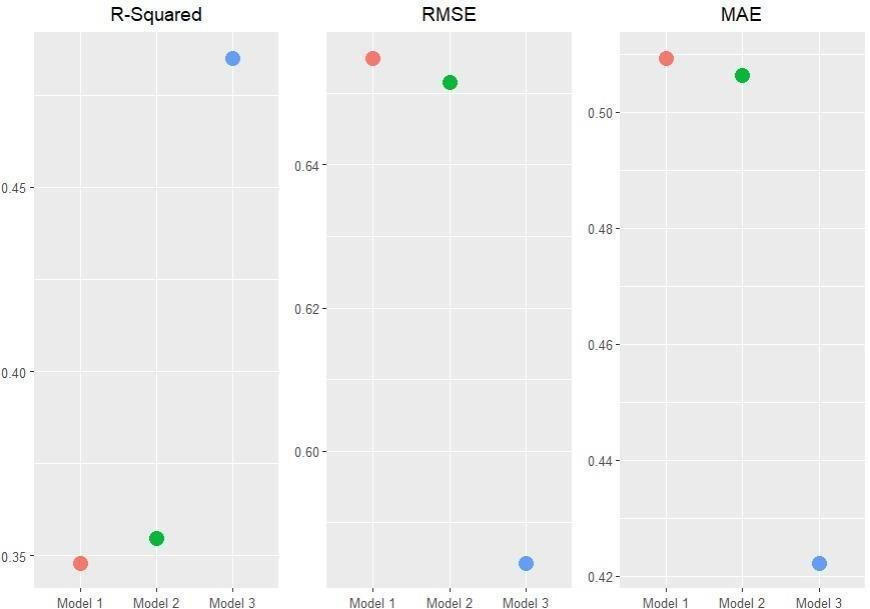 R-Squared
0.45
0.40
0.35
Model 1 Model 2 Model 3
RMSE
0.64
0.62
0.60
Model 1 Model 2 Model 3
MAE
0.50
0.48
0.46
0.44
0.42
Model 1 Model 2 Model 3